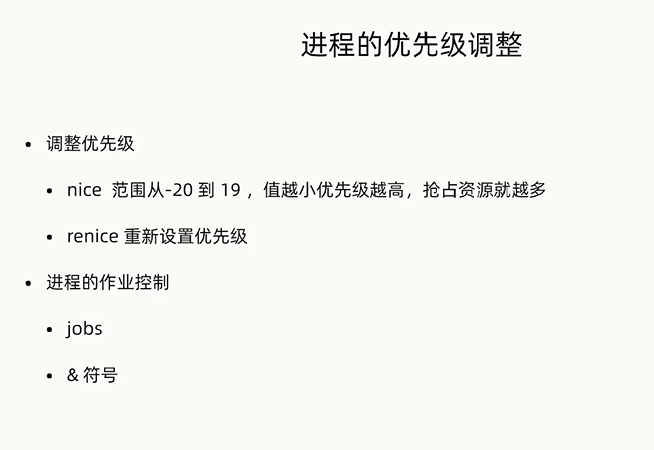 进程的优先级调整
• 调整优先级
• nice 范围从-20 到 19 ，值越小优先级越高，抢占资源就越多
• renice 重新设置优先级
• 进程的作业控制
• jobs
• & 符号